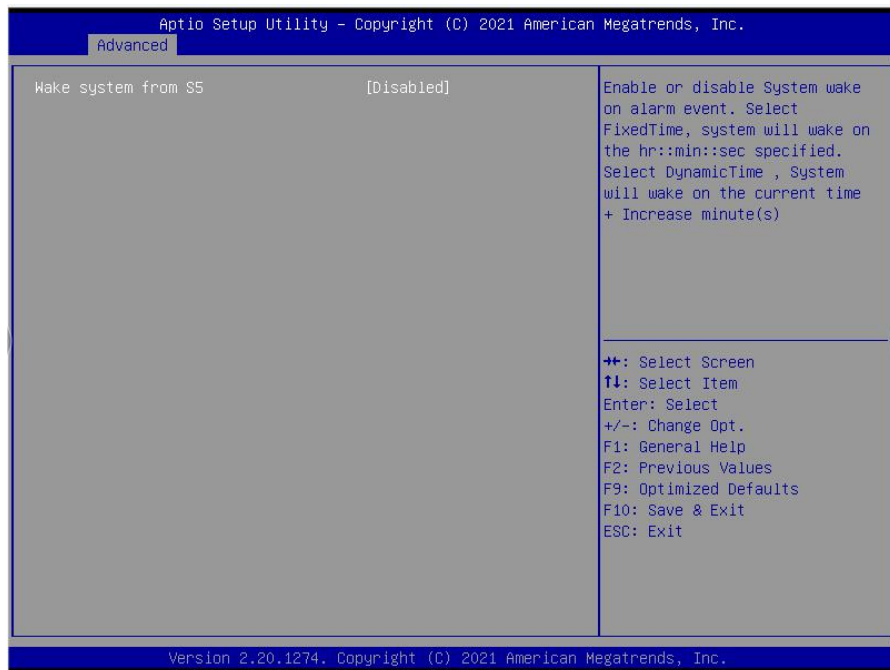 Aptio Setup Utility – Copyright (C) 2021 American Megatrends, Inc.
Advanced
Wake system from S5 [Disabled]
Enable or disable System wake
on alarm event. Select
FixedTime, system will wake on
the hr::min::sec specified.
Select DynamicTime , System
will wake on the current time
+ Increase minute(s)
→←: Select Screen
↑↓: Select Item
Enter: Select
+/-: Change Opt.
F1: General Help
F2: Previous Values
F9: Optimized Defaults
F10: Save & Exit
ESC: Exit
Version 2.20.1274. Copyright (C) 2021 American Megatrends, Inc.